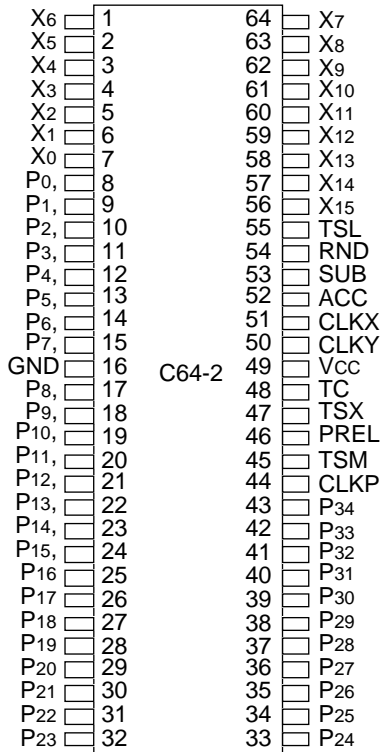 X6 1 64 X7
X5 2 63 X8
X4 3 62 X9
X3 4 61 X10
X2 5 60 X11
X1 6 59 X12
X0 7 58 X13
P0, 8 57 X14
P1, 9 56 X15
P2, 10 55 TSL
P3, 11 54 RND
P4, 12 53 SUB
P5, 13 52 ACC
P6, 14 51 CLKX
P7, 15 50 CLKY
GND 16 C64-2 49 VCC
P8, 17 48 TC
P9, 18 47 TSX
P10, 19 46 PREL
P11, 20 45 TSM
P12, 21 44 CLKP
P13, 22 43 P34
P14, 23 42 P33
P15, 24 41 P32
P16 25 40 P31
P17 26 39 P30
P18 27 38 P29
P19 28 37 P28
P20 29 36 P27
P21 30 35 P26
P22 31 34 P25
P23 32 33 P24